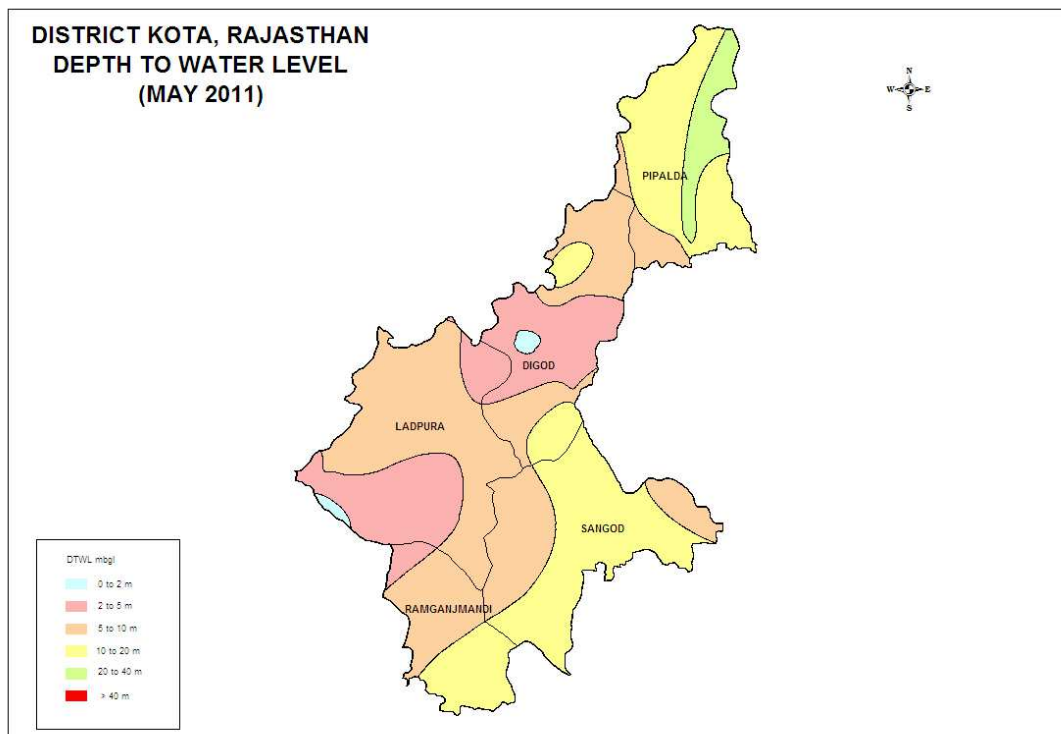 DISTRICT KOTA, RAJASTHAN
DEPTH TO WATER LEVEL
(MAY 2011)
N
W E
S
PIPALDA
DIGOD
LADPURA
SANGOD
RAMGANJMANDI
DTWL mbgl
0 to 2 m
2 to 5 m
5 to 10 m
10 to 20 m
20 to 40 m
> 40 m